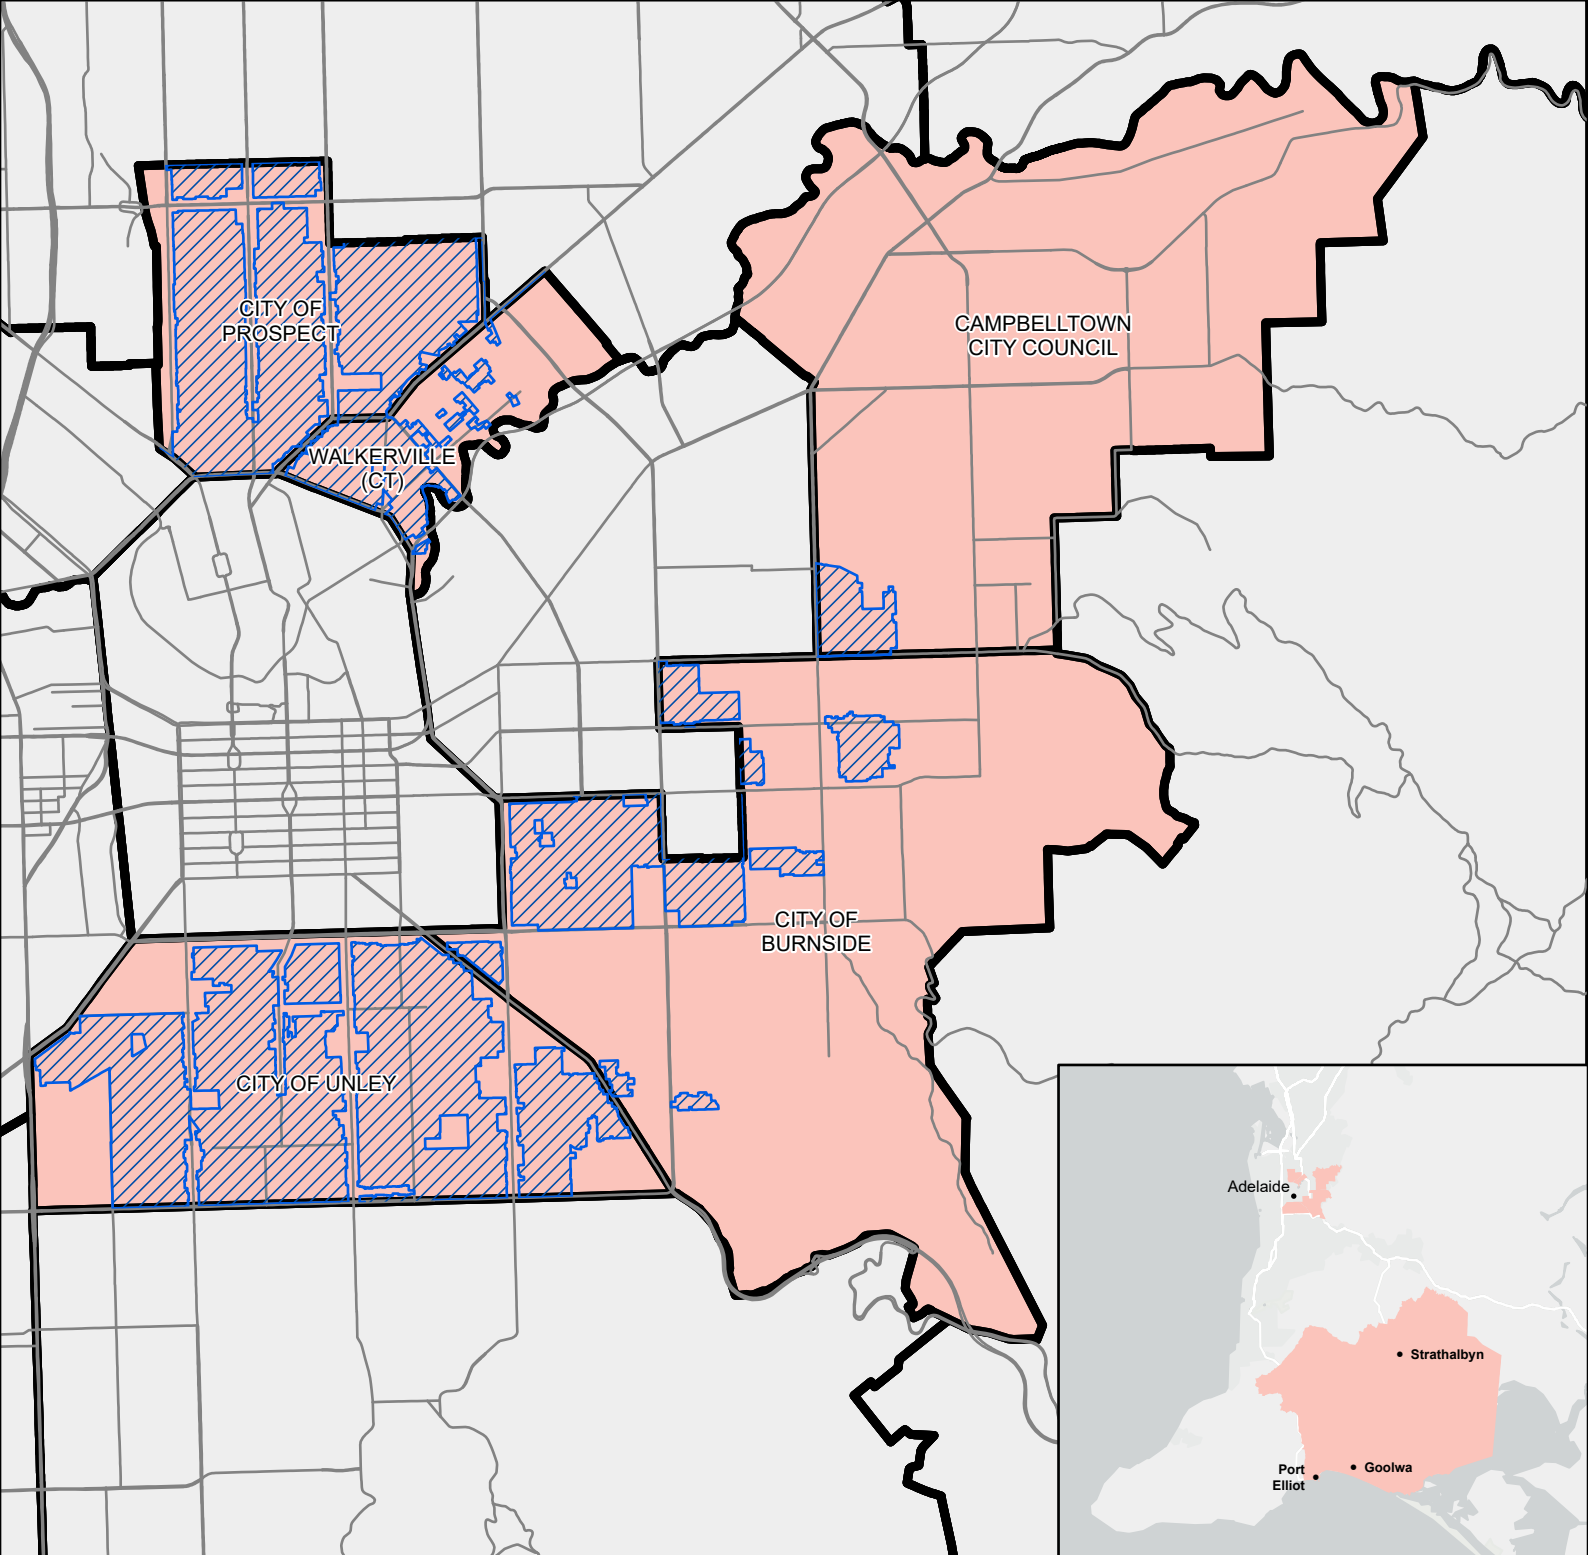 CITY OF
PROSPECT
CAMPBELLTOWN
CITY COUNCIL
WALKERVILLE
(CT)
CITY OF
BURNSIDE
CITY OF UNLEY
Adelaide
Strathalbyn
Goolwa
Port
Elliot